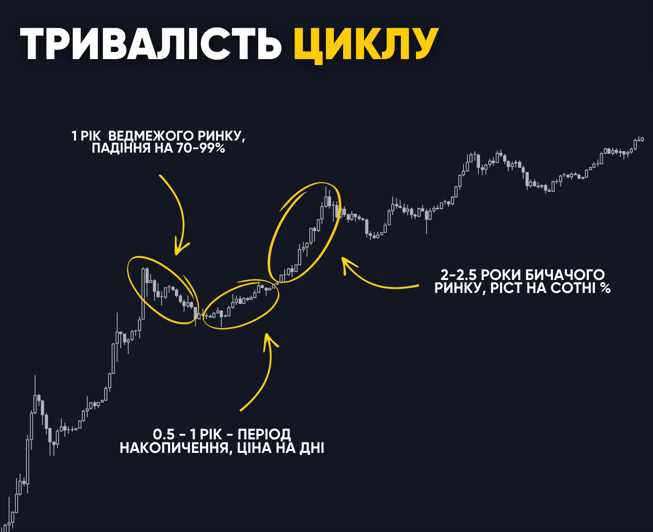 ТРИВАЛІСТЬ ЦИКЛУ
1 РІК ВЕДМЕЖОГО РИНКУ,
ПАДІННЯ НА 70-99%
2-2.5 РОКИ БИЧАЧОГО
РИНКУ, РІСТ НА СОТНІ %
0.5 - 1 РІК - ПЕРІОД
НАКОПИЧЕННЯ, ЦІНА НА ДНІ